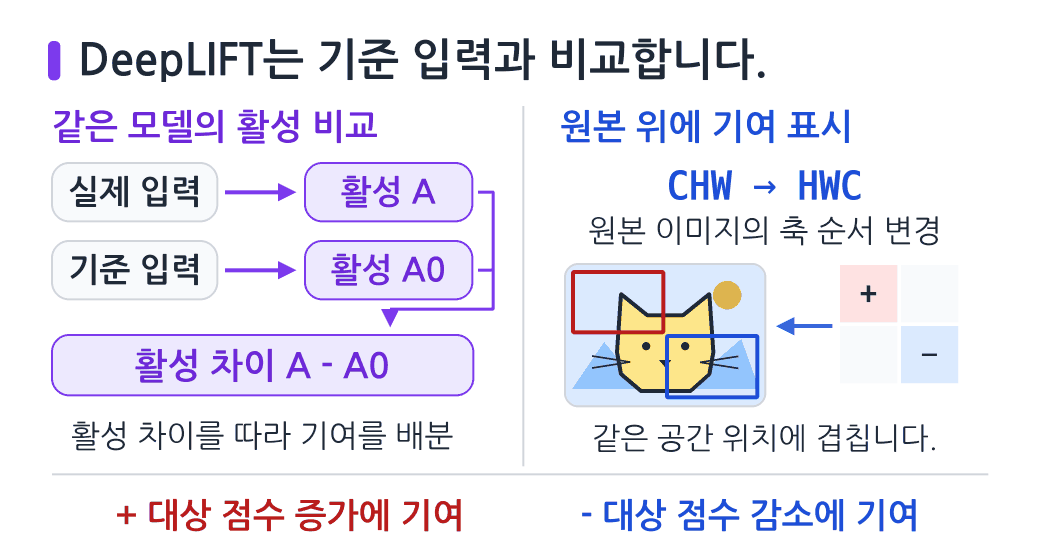 DeepLIFT는 기준 입력과 비교합니다.
같은 모델의 활성 비교
실제 입력
활성 A
기준 입력
활성 A0
활성 차이 A - A0
활성 차이를 따라 기여를 배분
원본 위에 기여 표시
CHW → HWC
원본 이미지의 축 순서 변경
+
−
같은 공간 위치에 겹칩니다.
+ 대상 점수 증가에 기여
- 대상 점수 감소에 기여